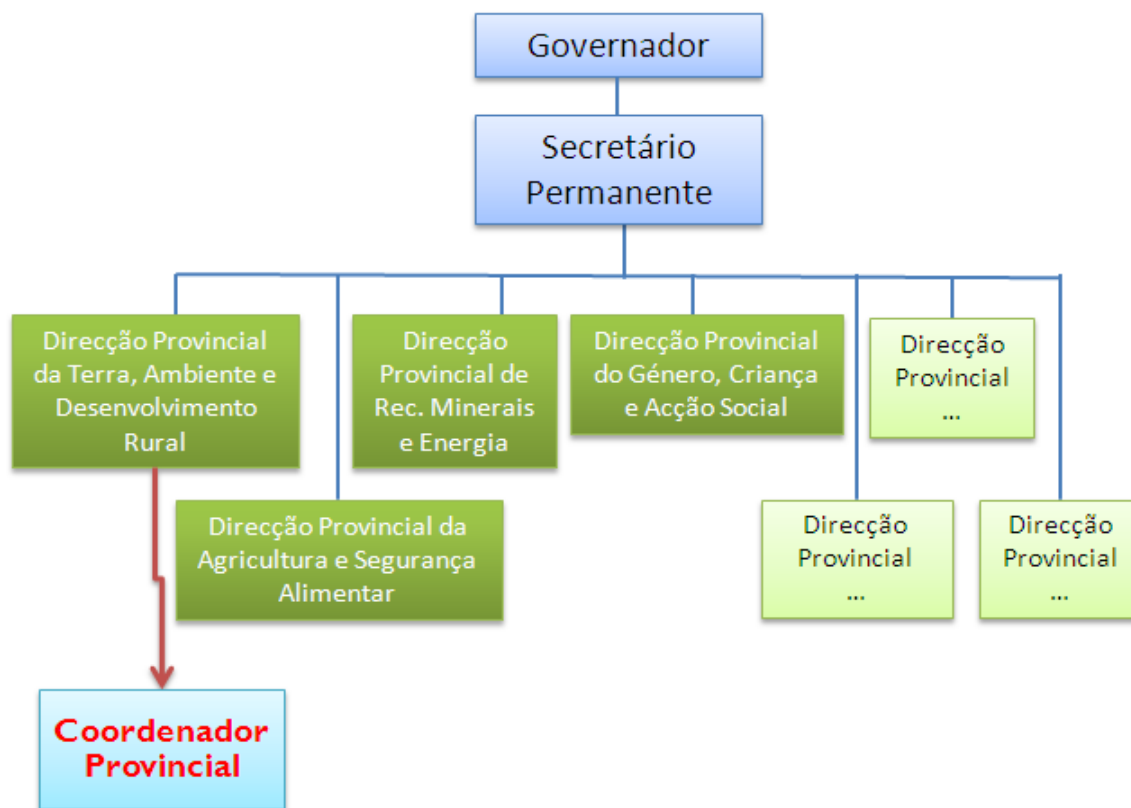 Governador
Secretário
Permanente
Direcção Provincial
da Terra, Ambiente e
Desenvolvimento
Rural
Direcção
Provincial de
Rec. Minerais
e Energia
Direcção Provincial
do Género, Criança
e Acção Social
Direcção
Provincial
...
Direcção Provincial da
Agricultura e Segurança
Alimentar
Direcção
Provincial
...
Direcção
Provincial
...
Coordenador
Provincial